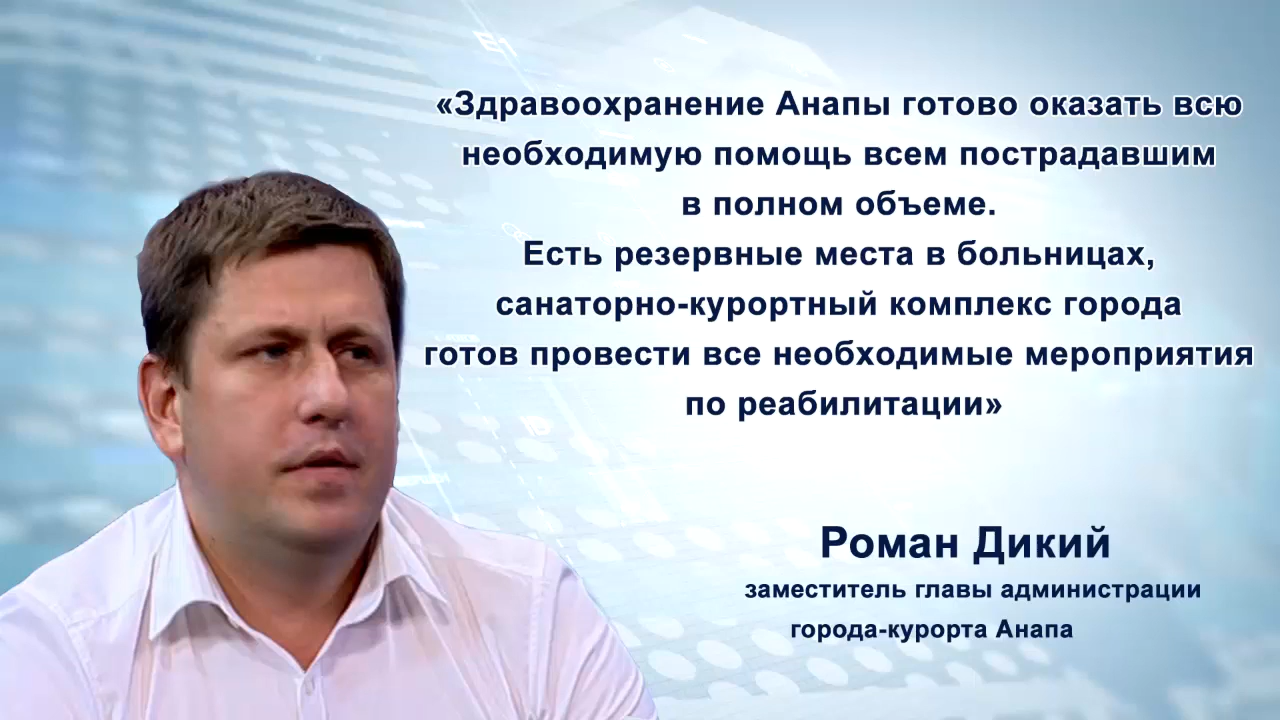 «Здравоохранение Анапы готово оказать всю
необходимую помощь всем пострадавшим
в полном объеме.
Есть резервные места в больницах,
санаторно-курортный комплекс города
готов провести все необходимые мероприятия
по реабилитации»
Роман Дикий
заместитель главы администрации
города-курорта Анапа